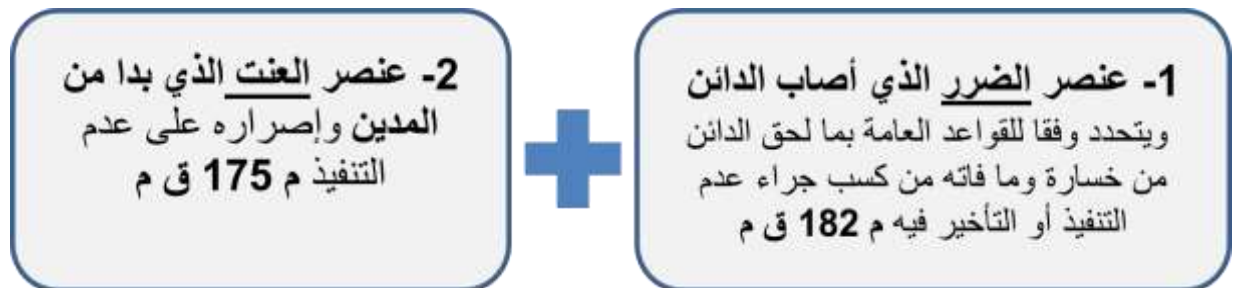 1- عنصر الضرر الذي أصاب الدائن
ويتحدد وفقا للقواعد العامة بما لحق الدائن
من خسارة وما فاته من كسب جراء عدم
التنفيذ أو التأخير فيه م 182 ق م
2- عنصر العنت الذي بدا من
المدين وإصراره على عدم
التنفيذ م 175 ق م